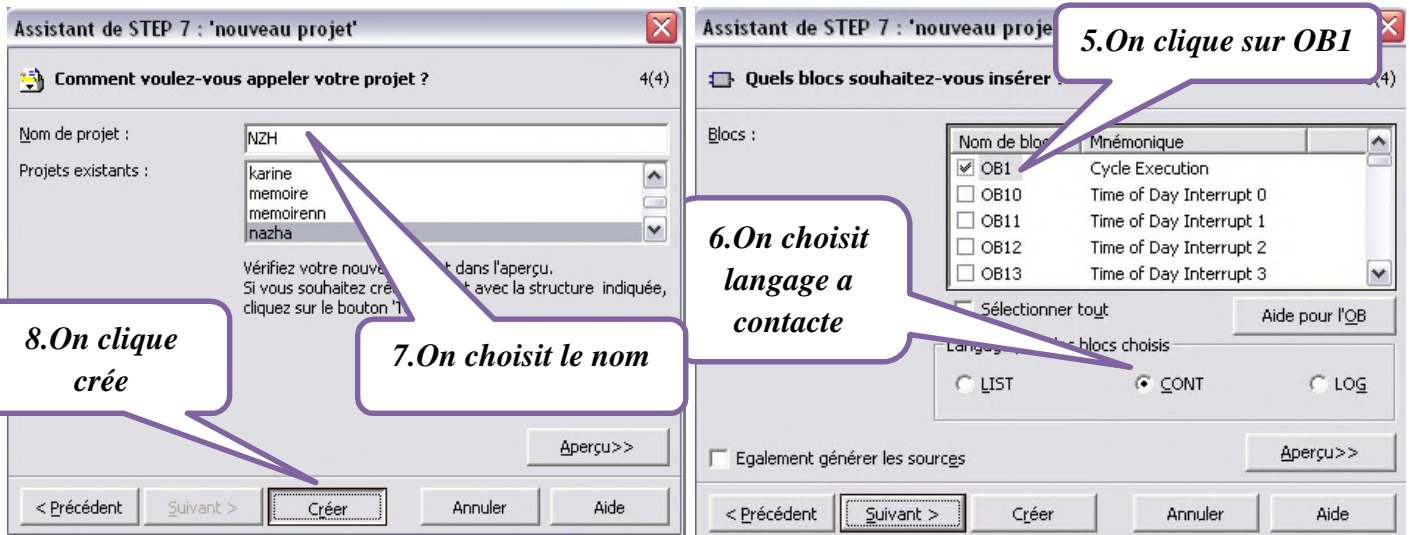 Assistant de STEP 7 : 'nouveau projet'
Comment voulez-vous appeler votre projet ? 4(4)
Nom de projet :
NZH
Projets existants :
karine
memoire
memoirenn
nazha
Vérifiez votre nouve dans l'aperçu.
Si vous souhaitez cré avec la structure indiquée,
cliquez sur le bouton
7.On choisit le nom
8.On clique
crée
Aperçu>>
< Précédent Suivant > Créer Annuler Aide
Assistant de STEP 7 : 'nouveau proje
5.On clique sur OB1
Quels blocs souhaitez-vous insérer 4)
Blocs :
Nom de bloc Mnémonique
OB1 Cycle Execution
OB10 Time of Day Interrupt 0
OB11 Time of Day Interrupt 1
OB12 Time of Day Interrupt 2
OB13 Time of Day Interrupt 3
6.On choisit
langage a
contacte
Sélectionner tout
Aide pour l'OB
blocs choisis
LIST CONT LOG
Aperçu>>
Egalement générer les sources
< Précédent Suivant > Créer Annuler Aide